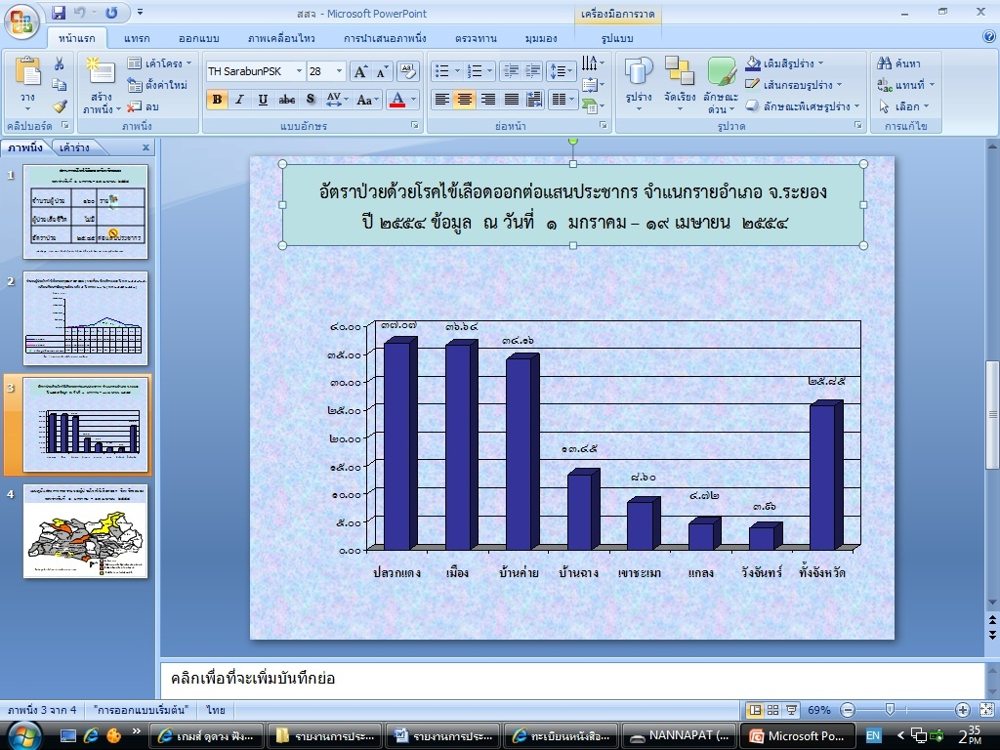 สสจ - Microsoft PowerPoint
เครื่องมือการวาด
หน้าแรก แทรก ออกแบบ ภาพเคลื่อนไหว การนำเสนอภาพนิ่ง ตรวจทาน มุมมอง รูปแบบ
วาง
คลิปบอร์ด
สร้าง
ภาพนิ่ง
เค้าโครง
ตั้งค่าใหม่
ลบ
ภาพนิ่ง
TH SarabunPSK 28
B I U abc S AV Aa A
แบบอักษร
ย่อหน้า
รูปร่าง
จัดเรียง
ลักษณะ
ด่วน
เติมสีรูปร่าง
เส้นกรอบรูปร่าง
ลักษณะพิเศษรูปร่าง
รูปวาด
ค้นหา
แทนที่
เลือก
การแก้ไข
ภาพนิ่ง เค้าร่าง
1
2
3
4
อัตราป่วยด้วยโรคไข้เลือดออกต่อแสนประชากร จำแนกรายอำเภอ จ.ระยอง
ปี ๒๕๕๔ ข้อมูล ณ วันที่ ๑ มกราคม – ๑๙ เมษายน ๒๕๕๔
๔๐.๐๐
๓๕.๐๐
๓๐.๐๐
๒๕.๐๐
๒๐.๐๐
๑๕.๐๐
๑๐.๐๐
๕.๐๐
๐.๐๐
๓๗.๐๗ ๓๖.๖๔ ๓๔.๑๖ ๑๓.๔๕ ๘.๖๐ ๔.๗๒ ๒๕.๘๕
ปลวกแดง เมือง บ้านค่าย บ้านฉาง เขาชะเมา แกลง วังจันทร์ ทั้งจังหวัด
คลิกเพื่อที่จะเพิ่มบันทึกย่อ
ภาพนิ่ง 3 จาก 4 "การออกแบบเริ่มต้น" ไทย 69%
เกมส์ ดูดวง ฟัง... รายงานการประ... รายงานการประ... ทะเบียนหนังสือ... NANNAPAT (... Microsoft Po... EN 2 35 PM